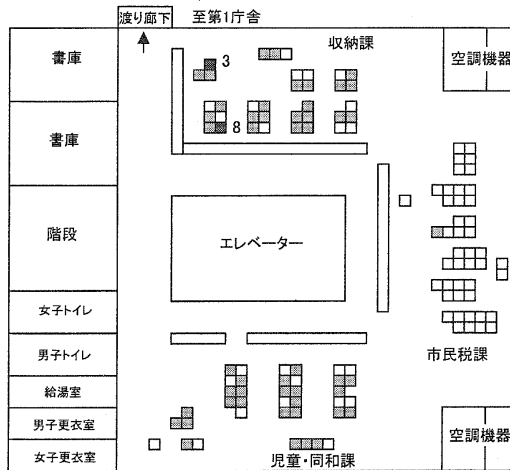 渡り廊下 至第1庁舎
書庫
3
収納課
空調機器
8
書庫
階段
エレベーター
女子トイレ
男子トイレ
市民税課
給湯室
男子更衣室
空調機器
女子更衣室
児童・同和課